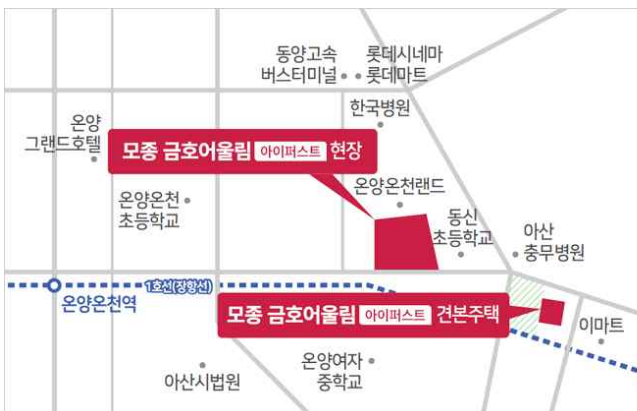 동양고속
버스터미널
롯데시네마
롯데마트
한국병원
온양
그랜드호텔
모종 금호어울림 아이퍼스트 현장
온양온천랜드
온양온천
초등학교
동신
초등학교
아산
충무병원
1호선(장항선)
온양온천역
모종 금호어울림 아이퍼스트 견본주택
이마트
아산시법원
온양여자
중학교